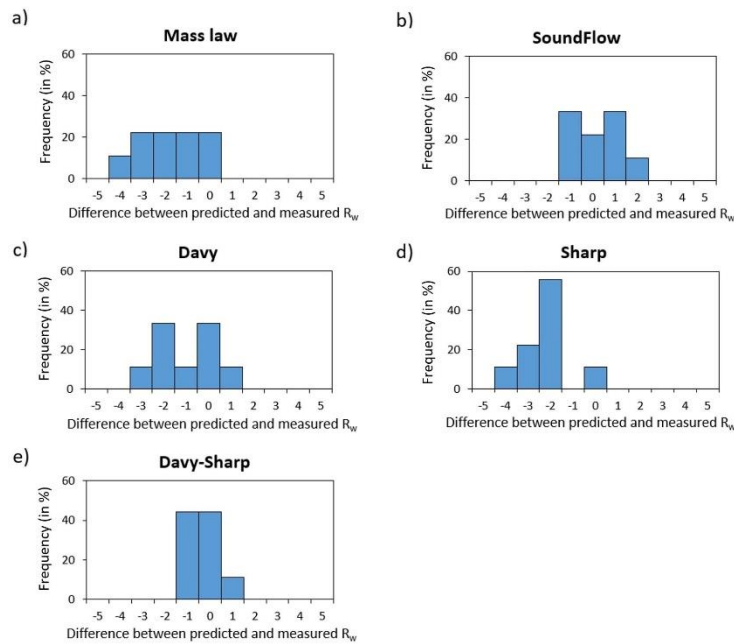 a)
Mass law
Frequency (in %)
60
40
20
0
-5 -4 -3 -2 -1 0 1 2 3 4 5
Difference between predicted and measured Rw
b)
SoundFlow
Frequency (in %)
60
40
20
0
-5 -4 -3 -2 -1 0 1 2 3 4 5
Difference between predicted and measured Rw
c)
Davy
Frequency (in %)
60
40
20
0
-5 -4 -3 -2 -1 0 1 2 3 4 5
Difference between predicted and measured Rw
d)
Sharp
Frequency (in %)
60
40
20
0
-5 -4 -3 -2 -1 0 1 2 3 4 5
Difference between predicted and measured Rw
e)
Davy-Sharp
Frequency (in %)
60
40
20
0
-5 -4 -3 -2 -1 0 1 2 3 4 5
Difference between predicted and measured Rw